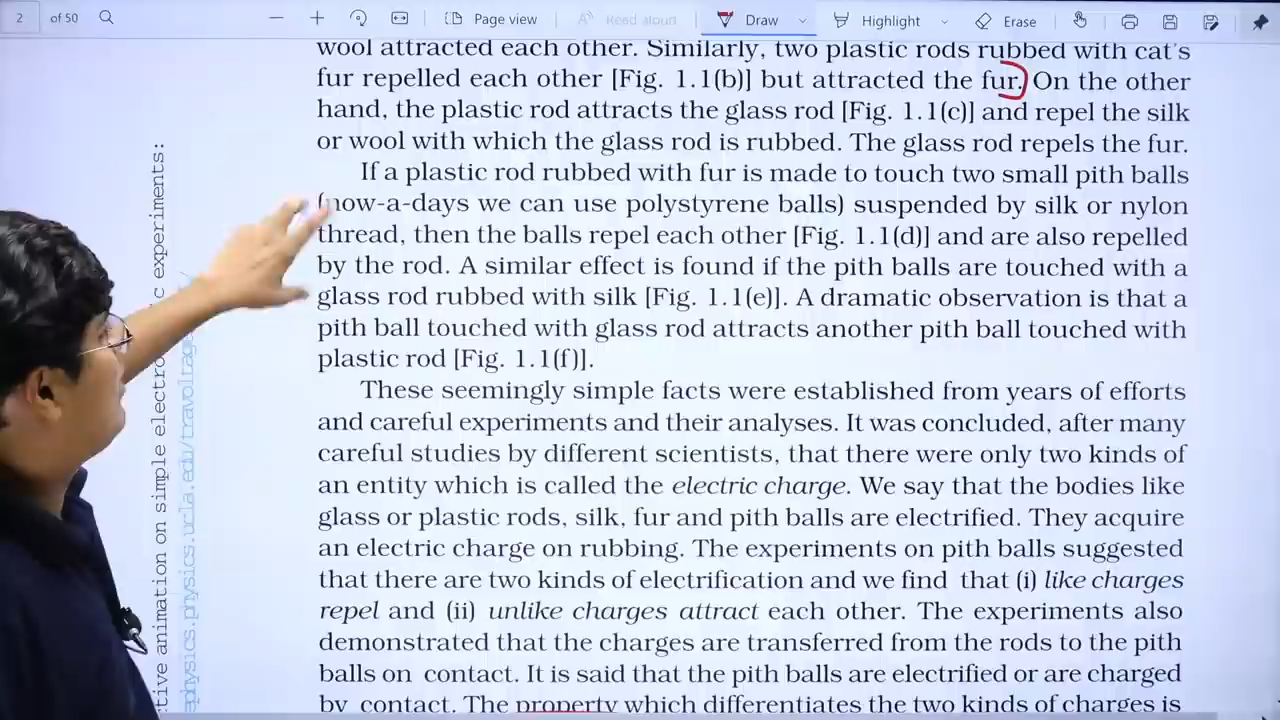 2 of 50 Page view Read aloud Draw Highlight Erase
wool attracted each other. Similarly, two plastic rods rubbed with cat's
fur repelled each other [Fig. 1.1(b)] but attracted the fur. On the other
hand, the plastic rod attracts the glass rod [Fig. 1.1(c)] and repel the silk
or wool with which the glass rod is rubbed. The glass rod repels the fur.
If a plastic rod rubbed with fur is made to touch two small pith balls
(now-a-days we can use polystyrene balls) suspended by silk or nylon
thread, then the balls repel each other [Fig. 1.1(d)] and are also repelled
by the rod. A similar effect is found if the pith balls are touched with a
glass rod rubbed with silk [Fig. 1.1(e)]. A dramatic observation is that a
pith ball touched with glass rod attracts another pith ball touched with
plastic rod [Fig. 1.1(f)].
These seemingly simple facts were established from years of efforts
and careful experiments and their analyses. It was concluded, after many
careful studies by different scientists, that there were only two kinds of
an entity which is called the electric charge. We say that the bodies like
glass or plastic rods, silk, fur and pith balls are electrified. They acquire
an electric charge on rubbing. The experiments on pith balls suggested
that there are two kinds of electrification and we find that (i) like charges
repel and (ii) unlike charges attract each other. The experiments also
demonstrated that the charges are transferred from the rods to the pith
balls on contact. It is said that the pith balls are electrified or are charged
by contact. The property which differentiates the two kinds of charges is
animation on simple experiments:
physics.ucla.edu/travoltage